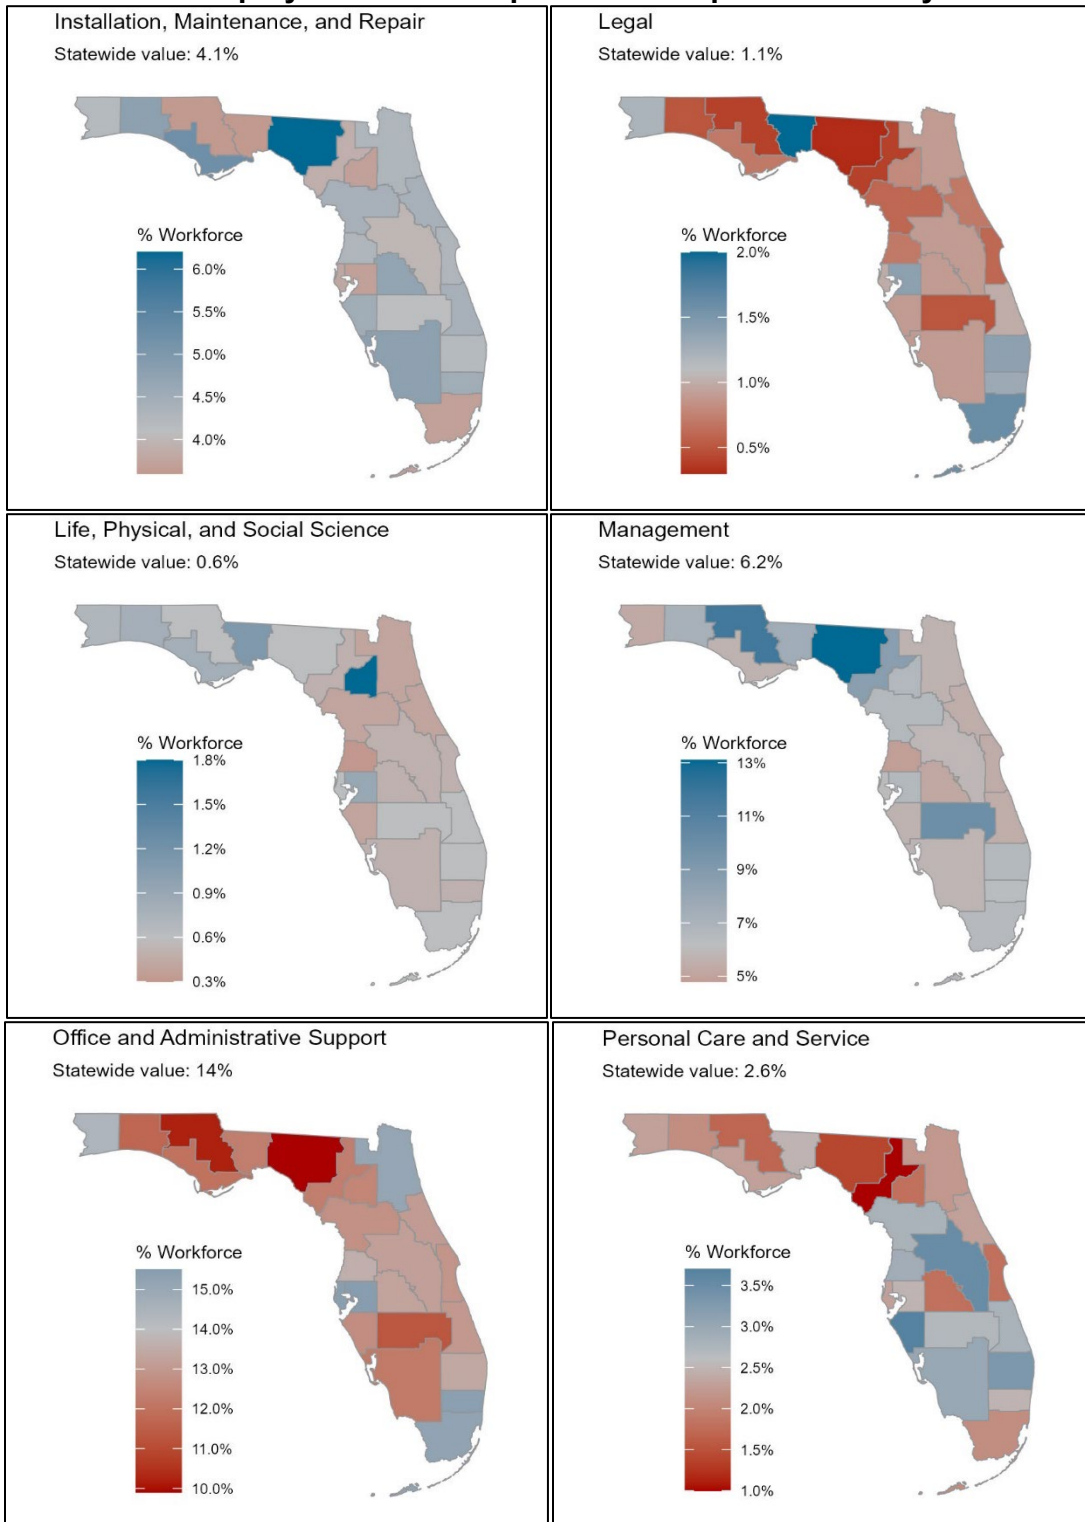 Installation, Maintenance, and Repair
Statewide value: 4.1%
% Workforce
6.0%
5.5%
5.0%
4.5%
4.0%
Legal
Statewide value: 1.1%
% Workforce
2.0%
1.5%
1.0%
0.5%
Life, Physical, and Social Science
Statewide value: 0.6%
% Workforce
1.8%
1.5%
1.2%
0.9%
0.6%
0.3%
Management
Statewide value: 6.2%
% Workforce
13%
11%
9%
7%
5%
Office and Administrative Support
Statewide value: 14%
% Workforce
15.0%
14.0%
13.0%
12.0%
11.0%
10.0%
Personal Care and Service
Statewide value: 2.6%
% Workforce
3.5%
3.0%
2.5%
2.0%
1.5%
1.0%